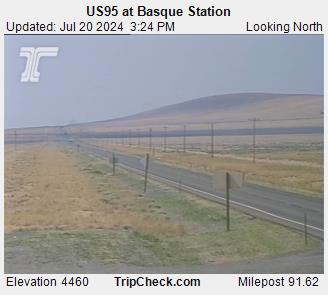 US95 at Basque Station
Updated: Jul 20 2024  3:24 PM Looking North
Elevation 4460 TripCheck.com Milepost 91.62